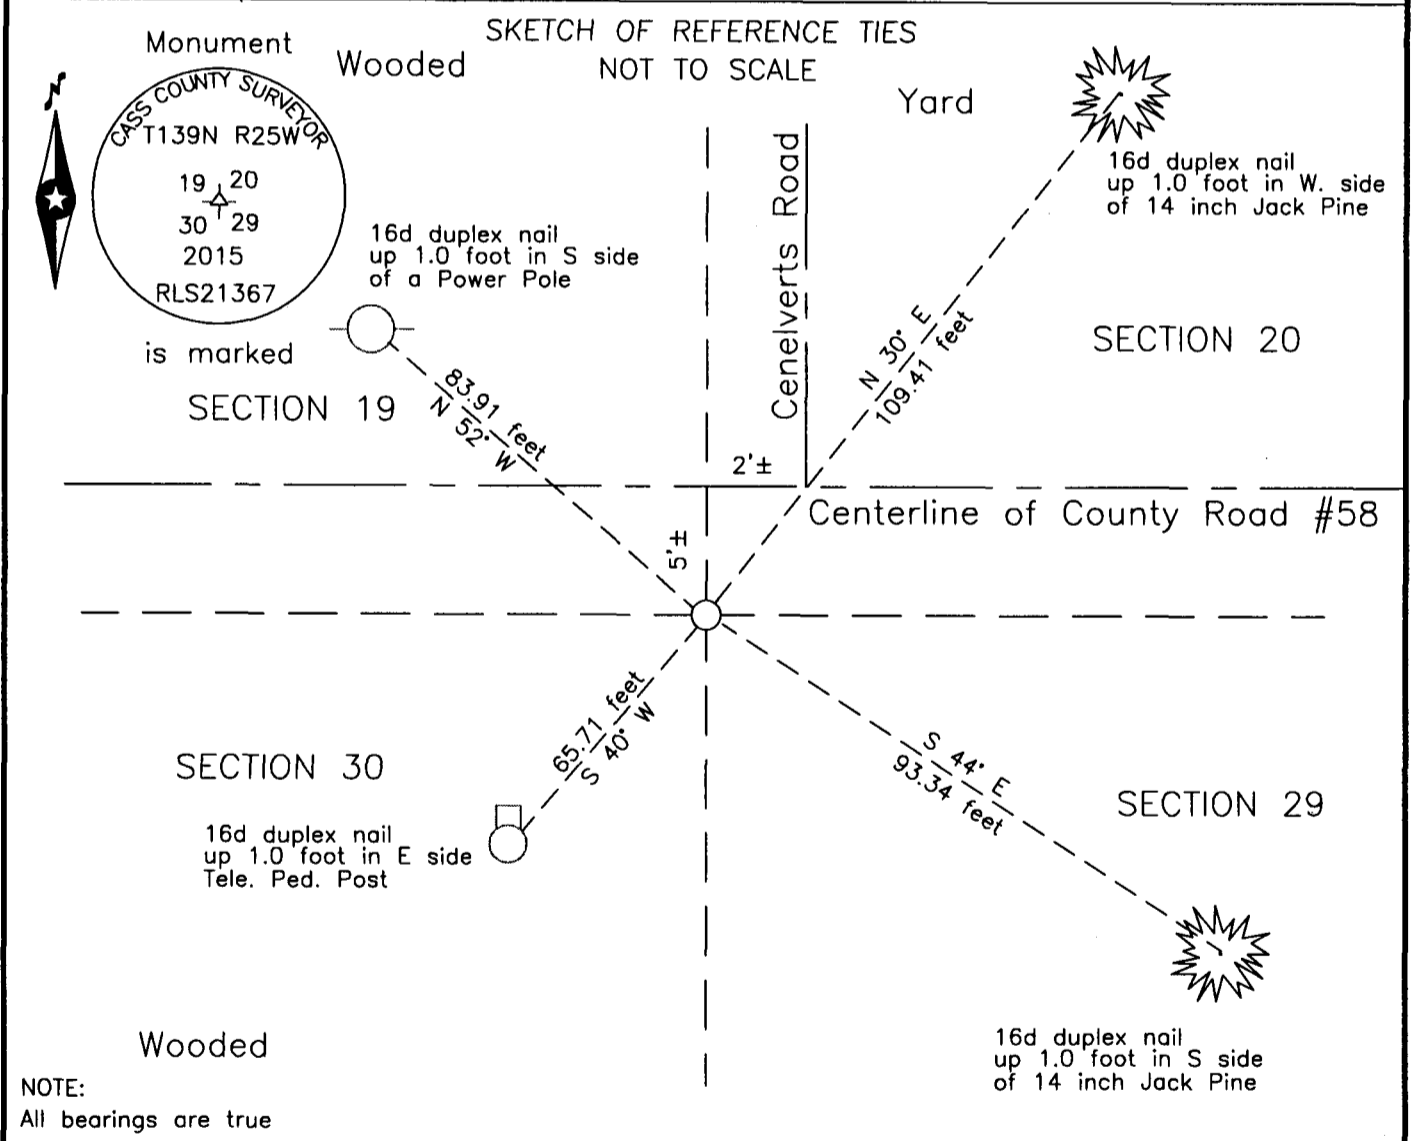 SKETCH OF REFERENCE TIES
NOT TO SCALE
Monument
Wooded
Yard
N
CASS COUNTY SURVEYOR
T139N R25W
19 20
30 29
2015
RLS21367
is marked
16d duplex nail
up 1.0 foot in S side
of a Power Pole
16d duplex nail
up 1.0 foot in W. side
of 14 inch Jack Pine
Cenelverts Road
N 30° E
109.41 feet
SECTION 20
SECTION 19
83.91 feet
N 52° W
2'±
Centerline of County Road #58
5'±
65.71 feet
S 40° W
SECTION 30
S 44° E
93.34 feet
SECTION 29
16d duplex nail
up 1.0 foot in E side
Tele. Ped. Post
Wooded
16d duplex nail
up 1.0 foot in S side
of 14 inch Jack Pine
NOTE:
All bearings are true